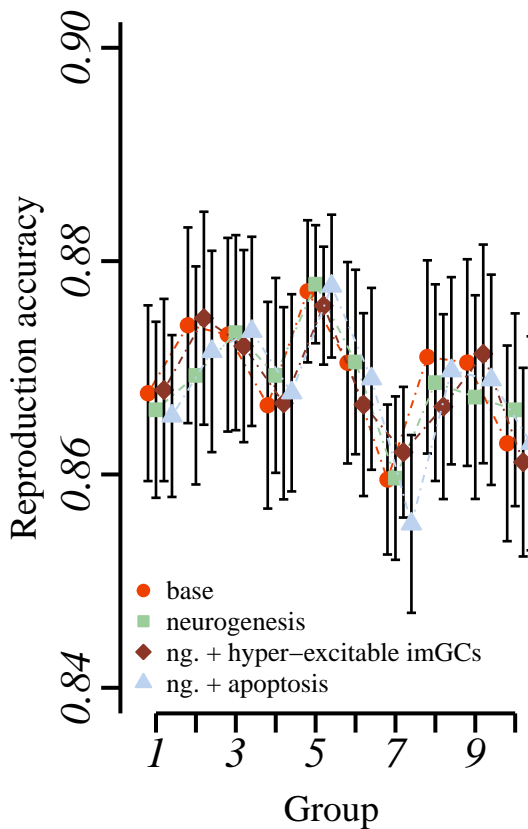 0.90
0.88
0.86
0.84
Reproduction accuracy
base
neurogenesis
ng. + hyper−excitable imGCs
ng. + apoptosis
1 3 5 7 9
Group